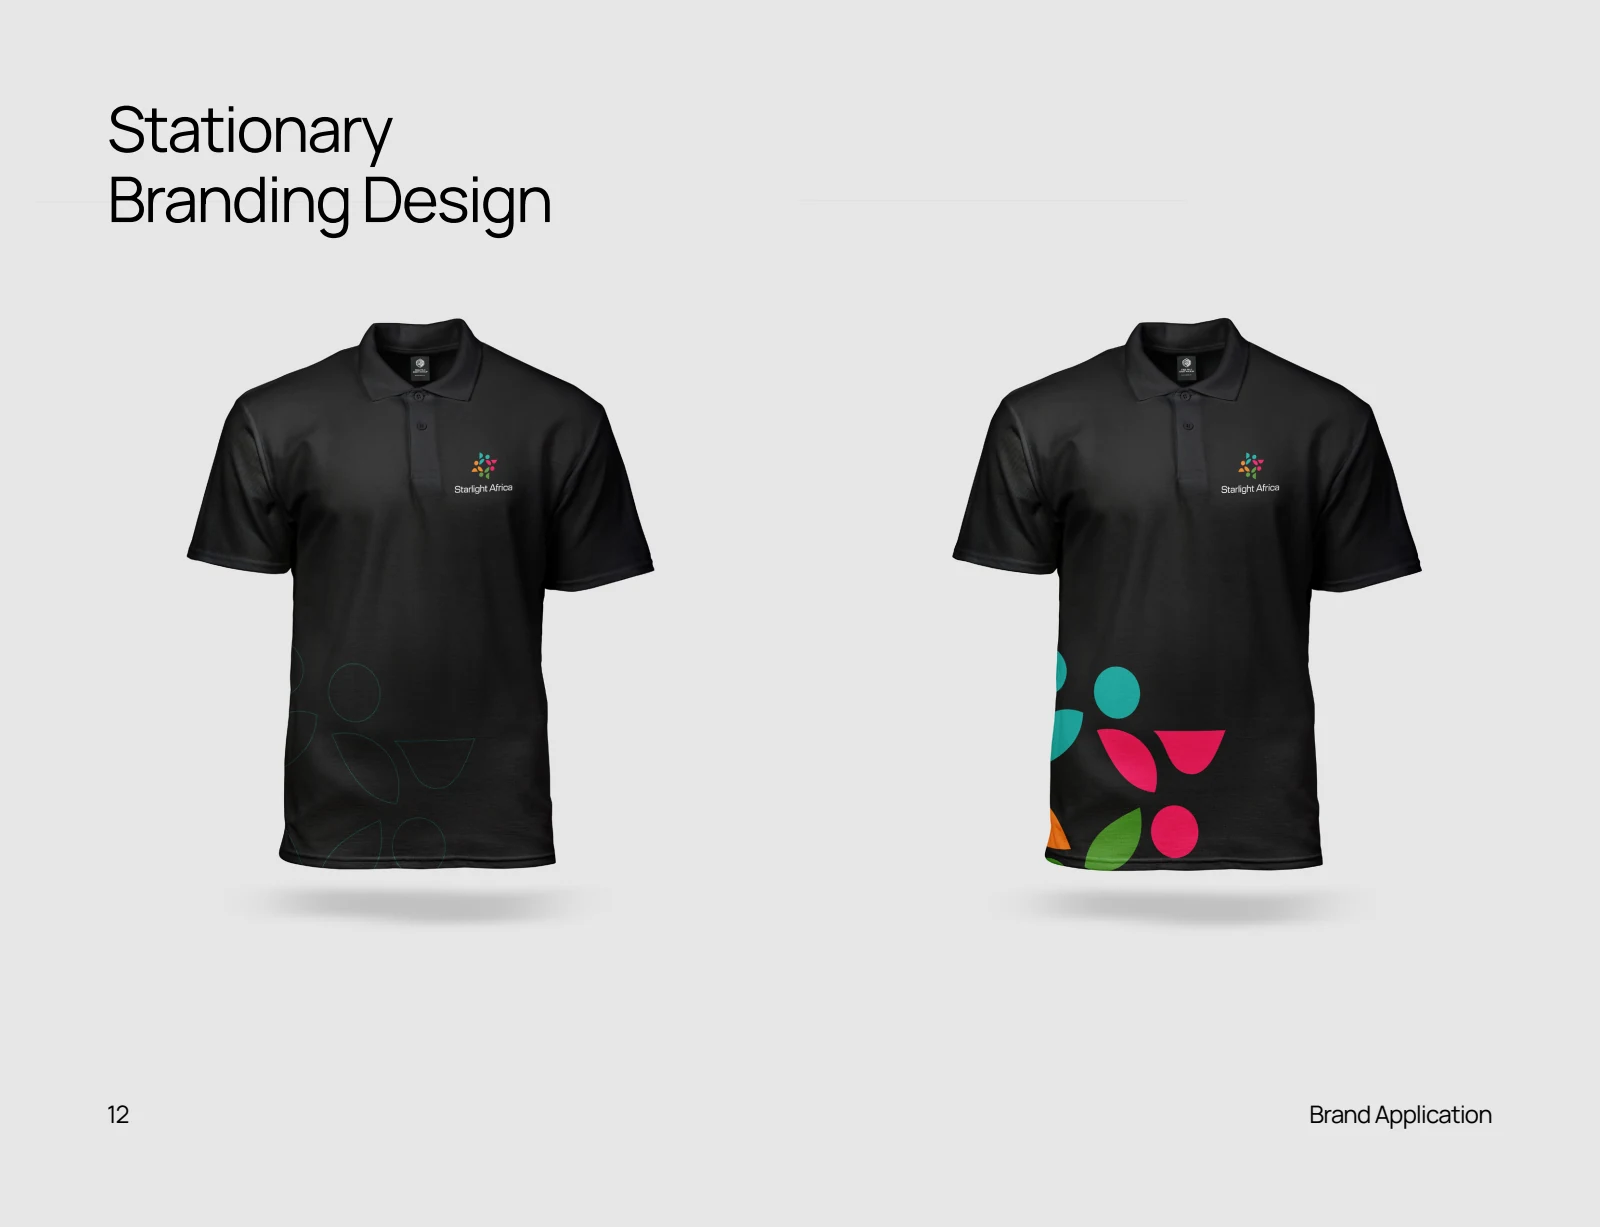 Stationary
Branding Design
Starlight Africa
Starlight Africa
12
Brand Application